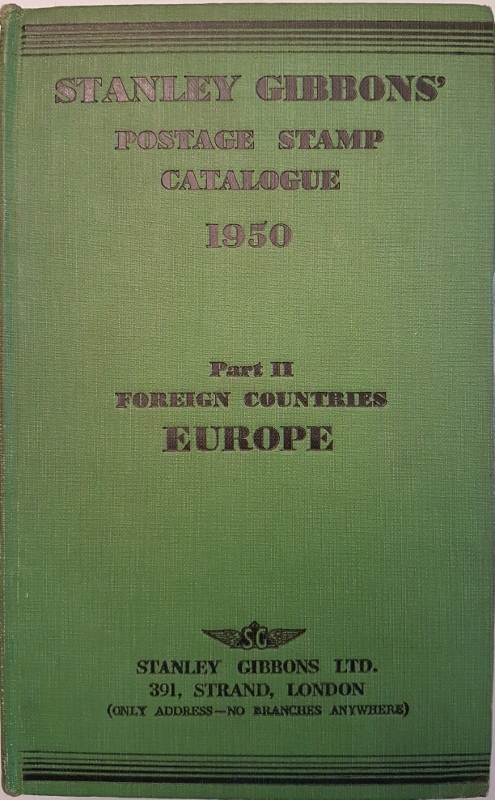 STANLEY GIBBONS'
POSTAGE STAMP
CATALOGUE
1950
Part II
FOREIGN COUNTRIES
EUROPE
SG
STANLEY GIBBONS LTD.
391, STRAND, LONDON
(ONLY ADDRESS—NO BRANCHES ANYWHERE)